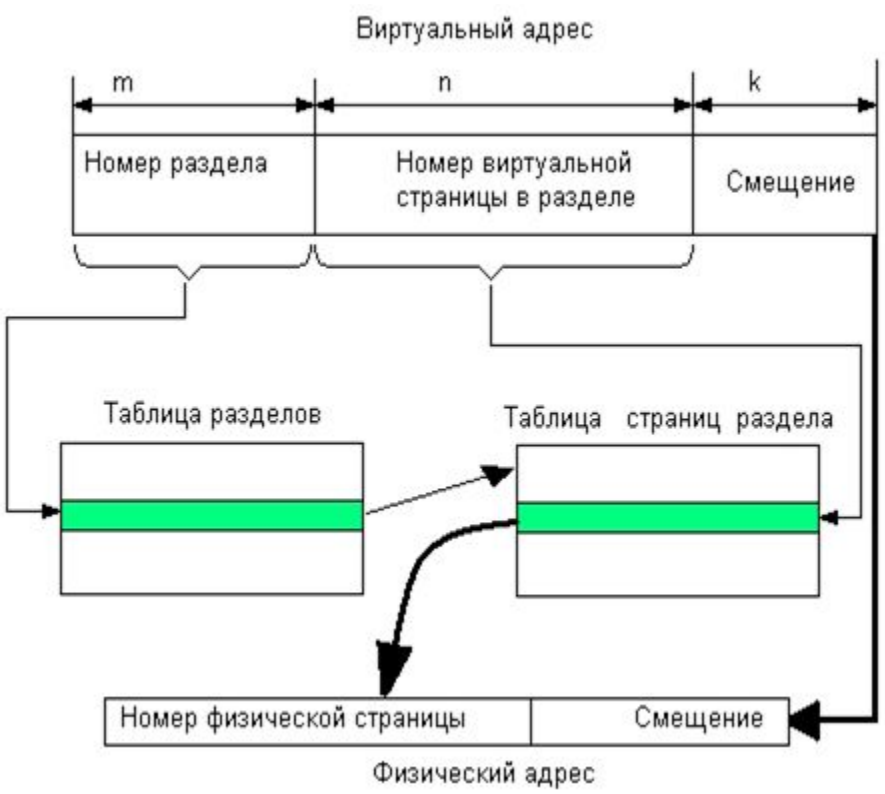 Виртуальный адрес
m
n
k
Номер раздела
Номер виртуальной
страницы в разделе
Смещение
Таблица разделов
Таблица страниц раздела
Номер физической страницы
Смещение
Физический адрес